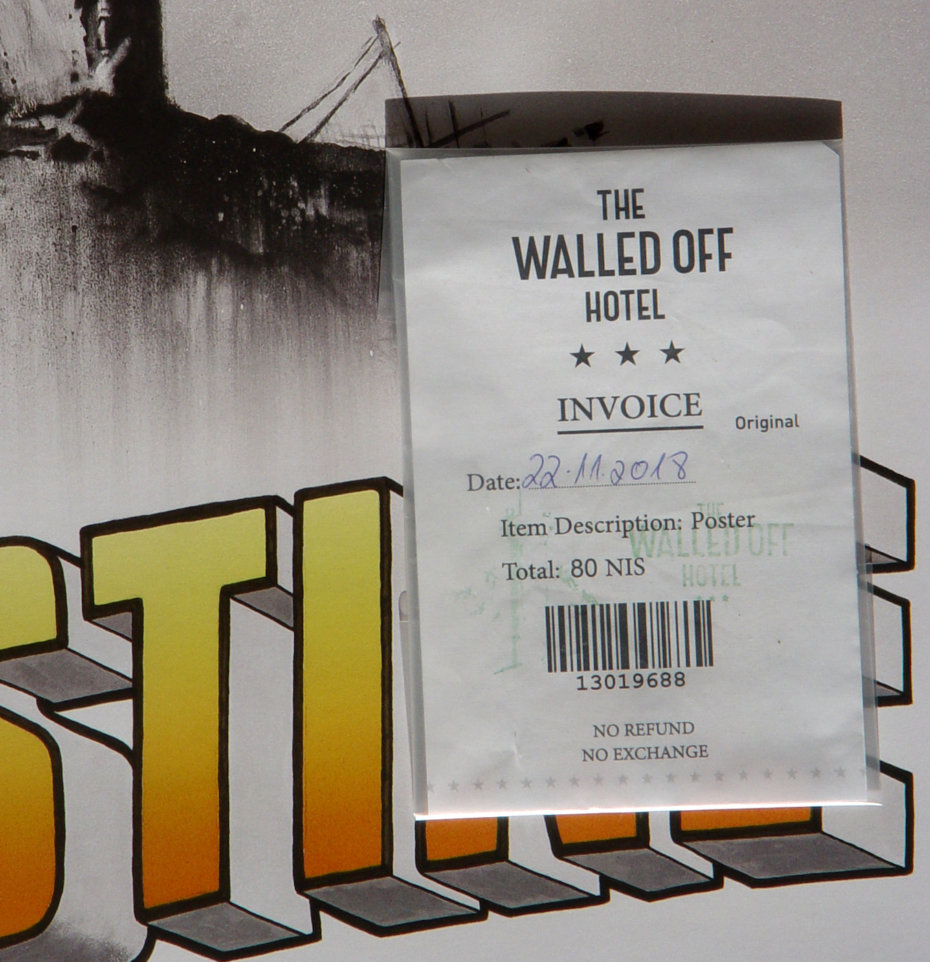 THE
WALLED OFF
HOTEL
INVOICE
Original
Date: 22.11.2018
Item Description: Poster
Total: 80 NIS
THE
WALLED OFF
HOTEL
13019688
NO REFUND
NO EXCHANGE
STINE